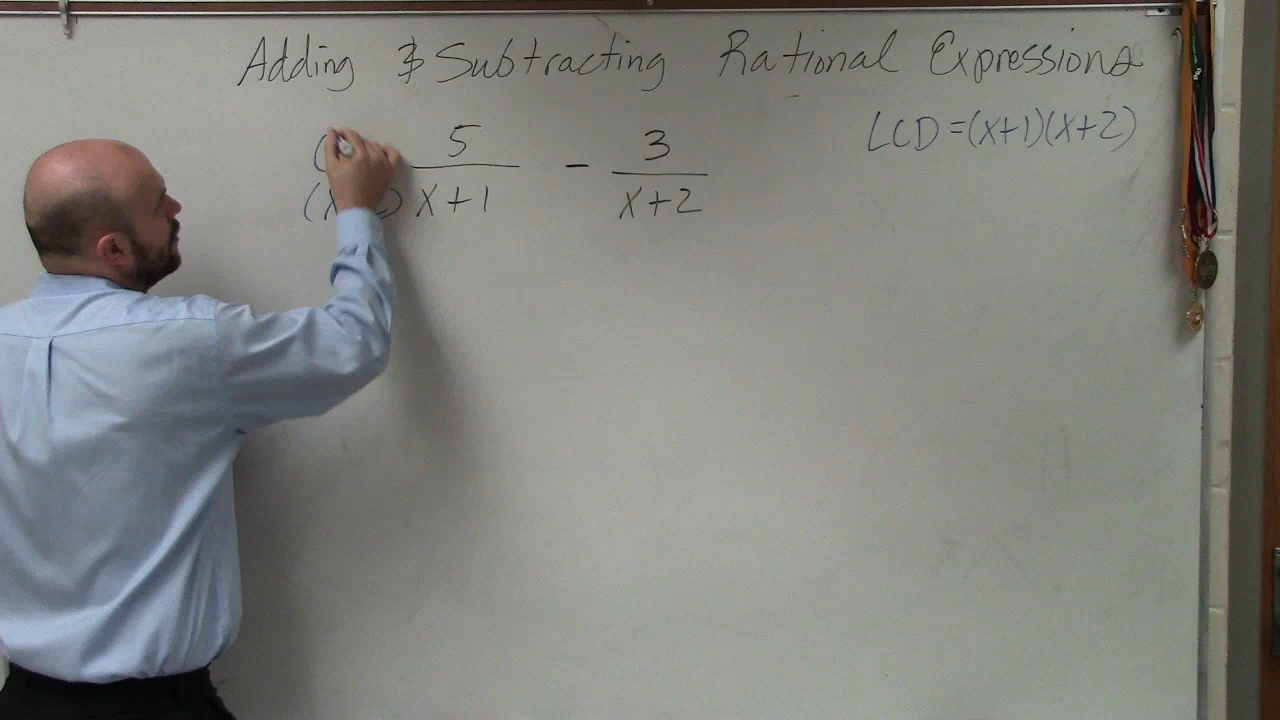 Adding & Subtracting Rational Expressions
LCD=(x+1)(x+2)
( 5 - 3
(x ) x+1 x+2